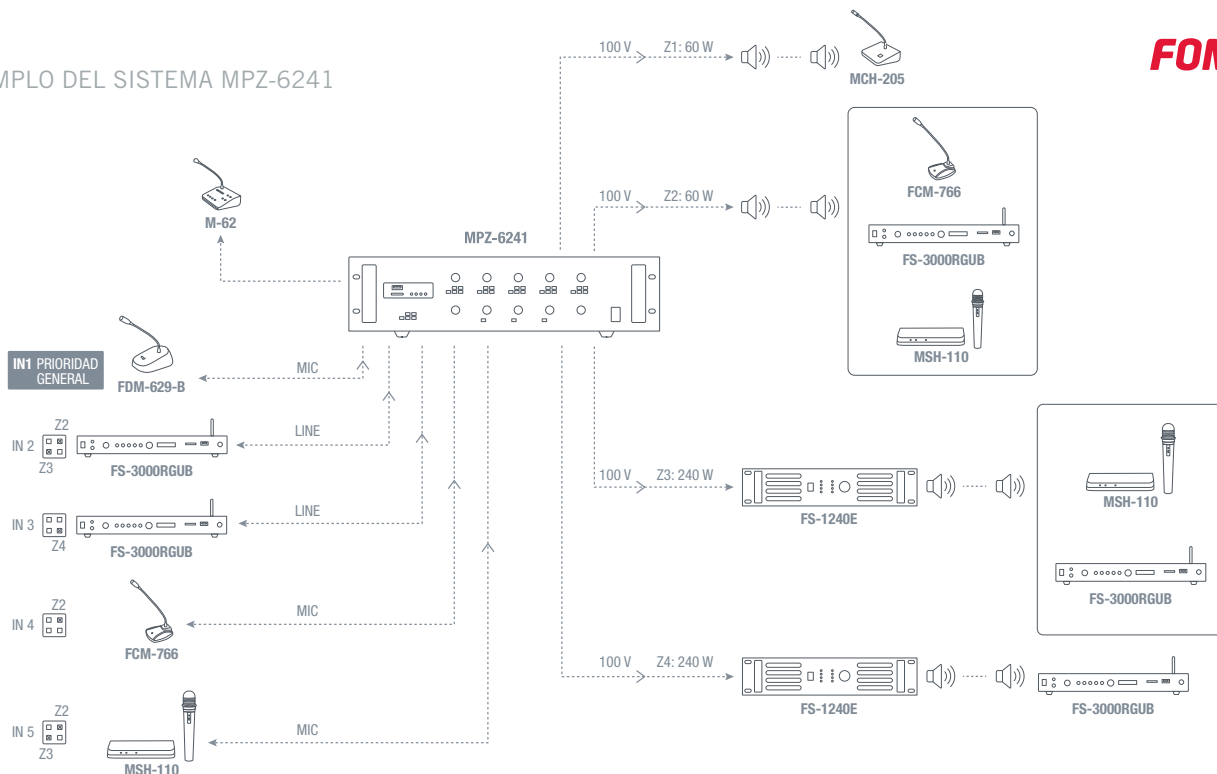 MPLO DEL SISTEMA MPZ-6241
FON
100 V
Z1: 60 W
MCH-205
M-62
100 V
Z2: 60 W
FCM-766
FS-3000RGUB
MSH-110
MPZ-6241
IN1 PRIORIDAD
GENERAL
FDM-629-B
MIC
Z2
IN 2
Z3
FS-3000RGUB
LINE
100 V
Z3: 240 W
FS-1240E
MSH-110
FS-3000RGUB
IN 3
Z4
FS-3000RGUB
LINE
Z2
IN 4
FCM-766
MIC
100 V
Z4: 240 W
FS-1240E
FS-3000RGUB
Z2
IN 5
Z3
MSH-110
MIC